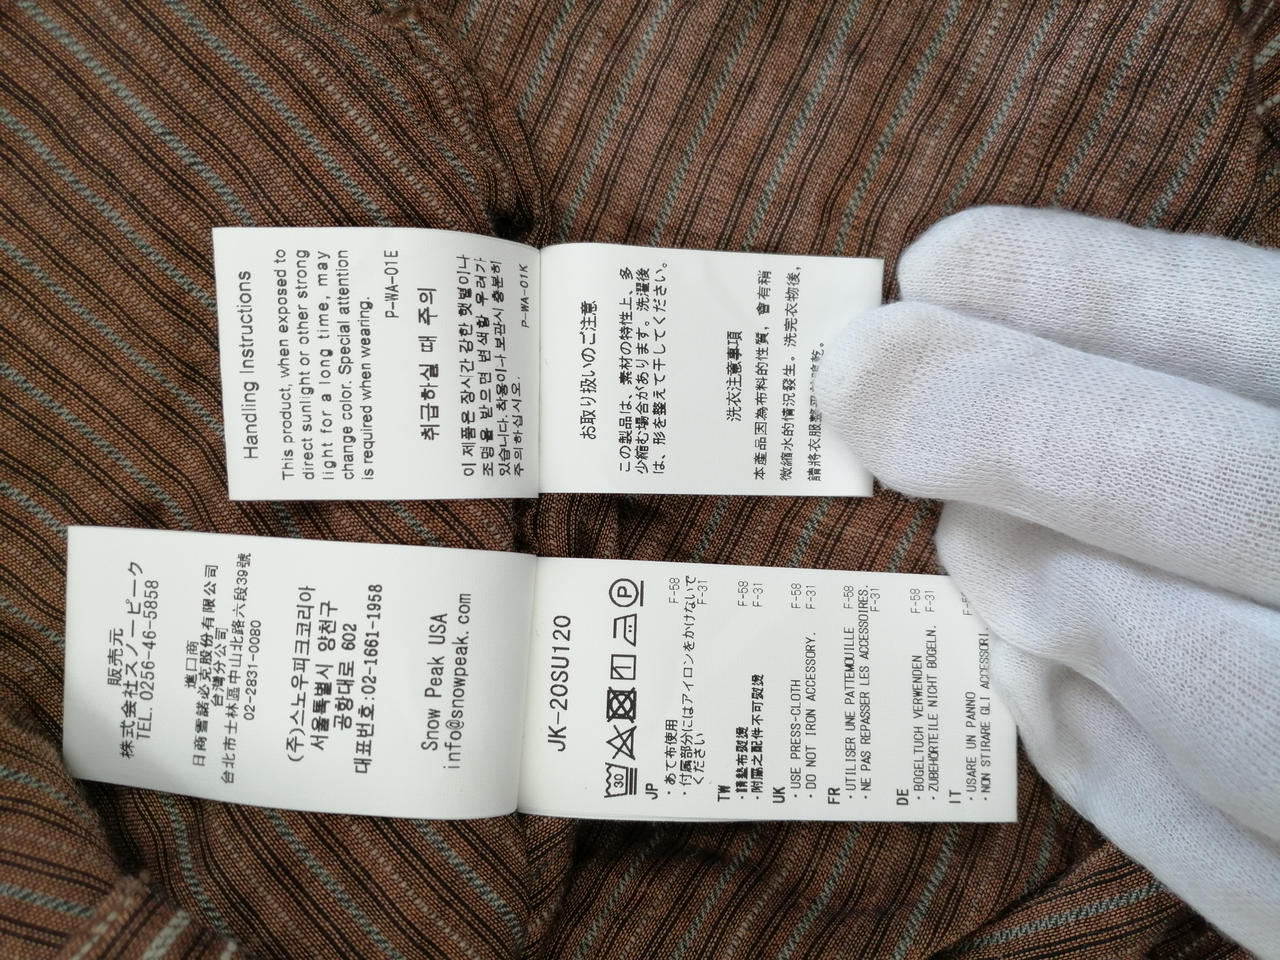 Handling Instructions
This product, when exposed to
direct sunlight or other strong
light for a long time, may
change color. Special attention
is required when wearing.
P-WA-01E
취급하실 때 주의
이 제품은 장시간 강한 햇볕이나
조명을 받으면 변색할 우려가
있습니다. 착용이나 보관시 충분히
주의하십시오.
P-WA-01K
お取り扱いのご注意
この製品は、素材の特性上、多
少縮む場合があります。洗濯後
は、形を整えて干してください。
洗衣注意事項
本產品因為布料的性質，會有稍
微縮水的情況發生。洗完衣物後，
請將衣服整
販売元
株式会社スノーピーク
TEL. 0256-46-5858
進口商
日商雪諾必克股份有限公司
台灣分公司
台北市士林區中山北路六段39號
02-2831-0080
(주)스노우피크코리아
서울특별시 양천구
공항대로 602
대표번호:02-1661-1958
Snow Peak USA
info@snowpeak.com
JK-20SU120
30
P
JP
・あて布使用 F-58
・付属部分にはアイロンをかけないで
ください F-31
TW
・請墊布熨燙 F-58
・附屬之配件不可熨燙 F-31
UK
・USE PRESS-CLOTH F-58
・DO NOT IRON ACCESSORY. F-31
FR
・UTILISER UNE PATTEMOUILLE F-58
・NE PAS REPASSER LES ACCESSOIRES. F-31
DE
・BÜGELTUCH VERWENDEN F-58
・ZUBEHÖRTEILE NICHT BÜGELN. F-31
IT
・USARE UN PANNO
・NON STIRARE GLI ACCESSORI.